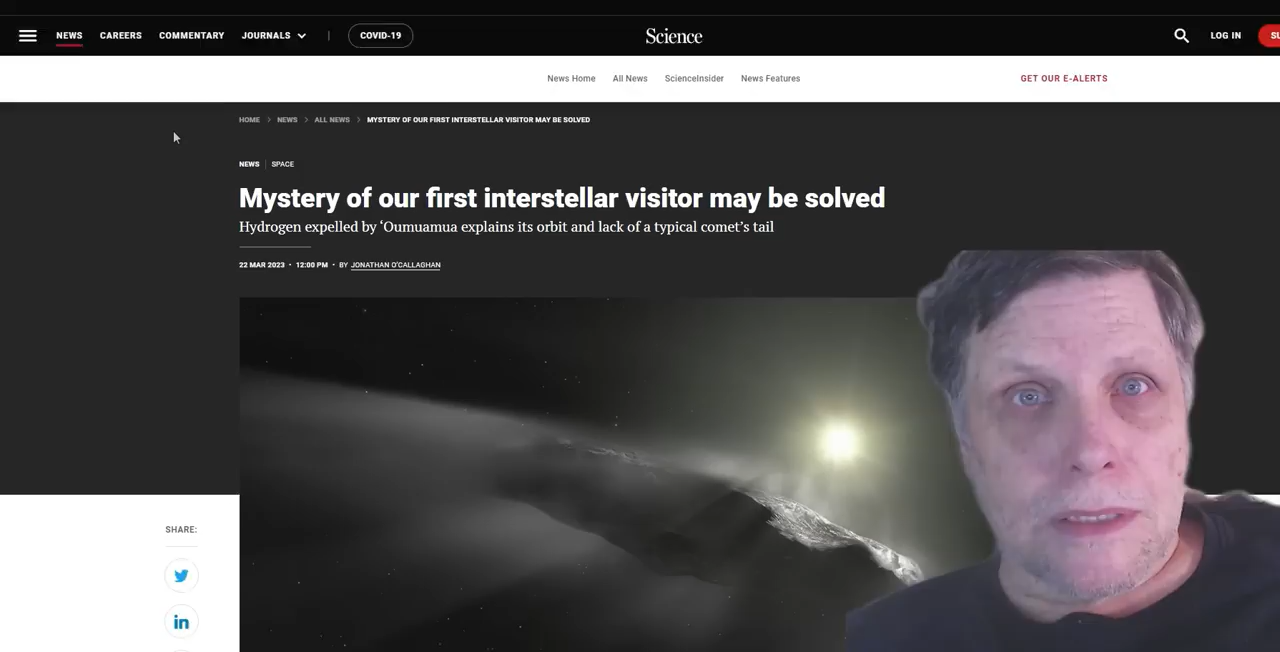 NEWS CAREERS COMMENTARY JOURNALS | COVID-19 Science LOG IN
News Home All News ScienceInsider News Features GET OUR E-ALERTS
HOME > NEWS > ALL NEWS > MYSTERY OF OUR FIRST INTERSTELLAR VISITOR MAY BE SOLVED
NEWS | SPACE
Mystery of our first interstellar visitor may be solved
Hydrogen expelled by ‘Oumuamua explains its orbit and lack of a typical comet’s tail
22 MAR 2023 • 12:00 PM • BY JONATHAN O'CALLAGHAN
SHARE:
in